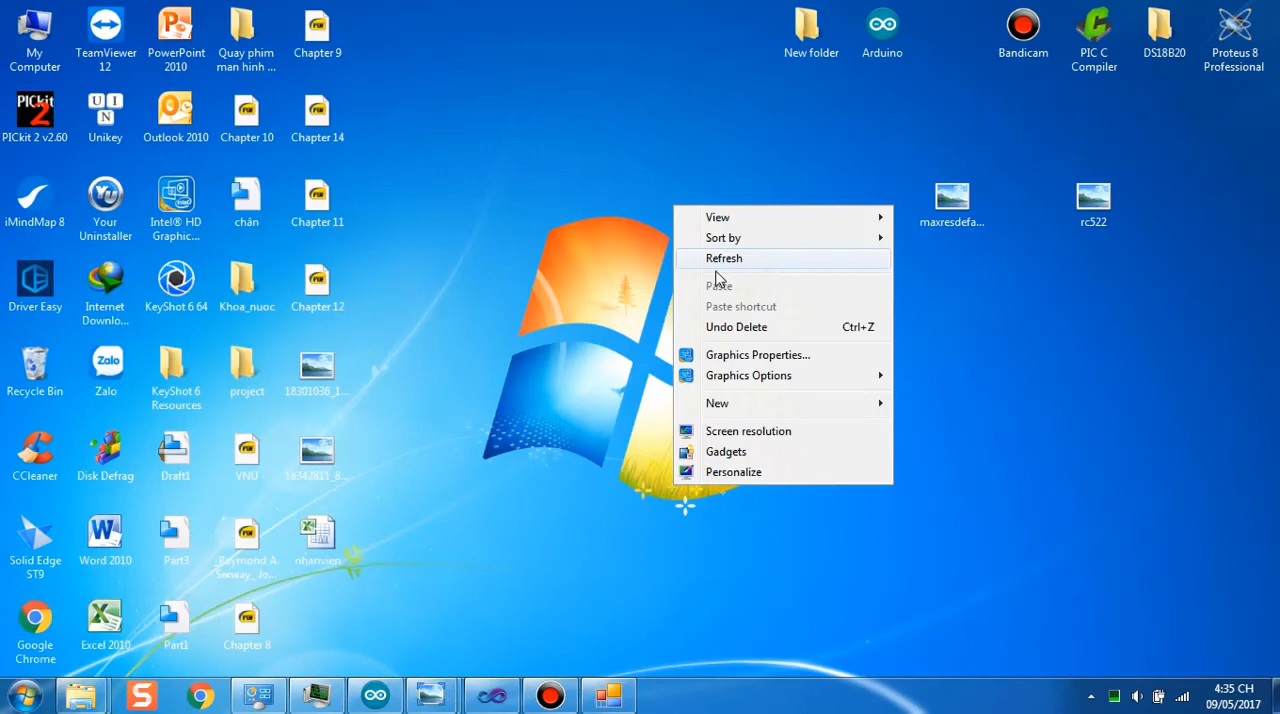 My
Computer
TeamViewer
12
PowerPoint
2010
Quay phim
man hinh ...
Chapter 9
New folder
Arduino
Bandicam
PIC C
Compiler
DS18B20
Proteus 8
Professional
PICkit
2
PICkit 2 v2.60
U I
N
Unikey
Outlook 2010
Chapter 10
Chapter 14
iMindMap 8
Your
Uninstaller
Intel® HD
Graphic...
chân
Chapter 11
maxresdefa...
rc522
Driver Easy
Internet
Downlo...
KeyShot 6 64
Khoa_nuoc
Chapter 12
Recycle Bin
Zalo
Zalo
KeyShot 6
Resources
project
18301036_1...
CCleaner
Disk Defrag
Draft1
VNU
18342811_8...
Solid Edge
ST9
Word 2010
Part3
_Raymond_A.
Serway_ Jo...
nhanvien
Google
Chrome
Excel 2010
Part1
Chapter 8
View
Sort by
Refresh
Paste
Paste shortcut
Undo Delete Ctrl+Z
Graphics Properties...
Graphics Options
New
Screen resolution
Gadgets
Personalize
4:35 CH
09/05/2017